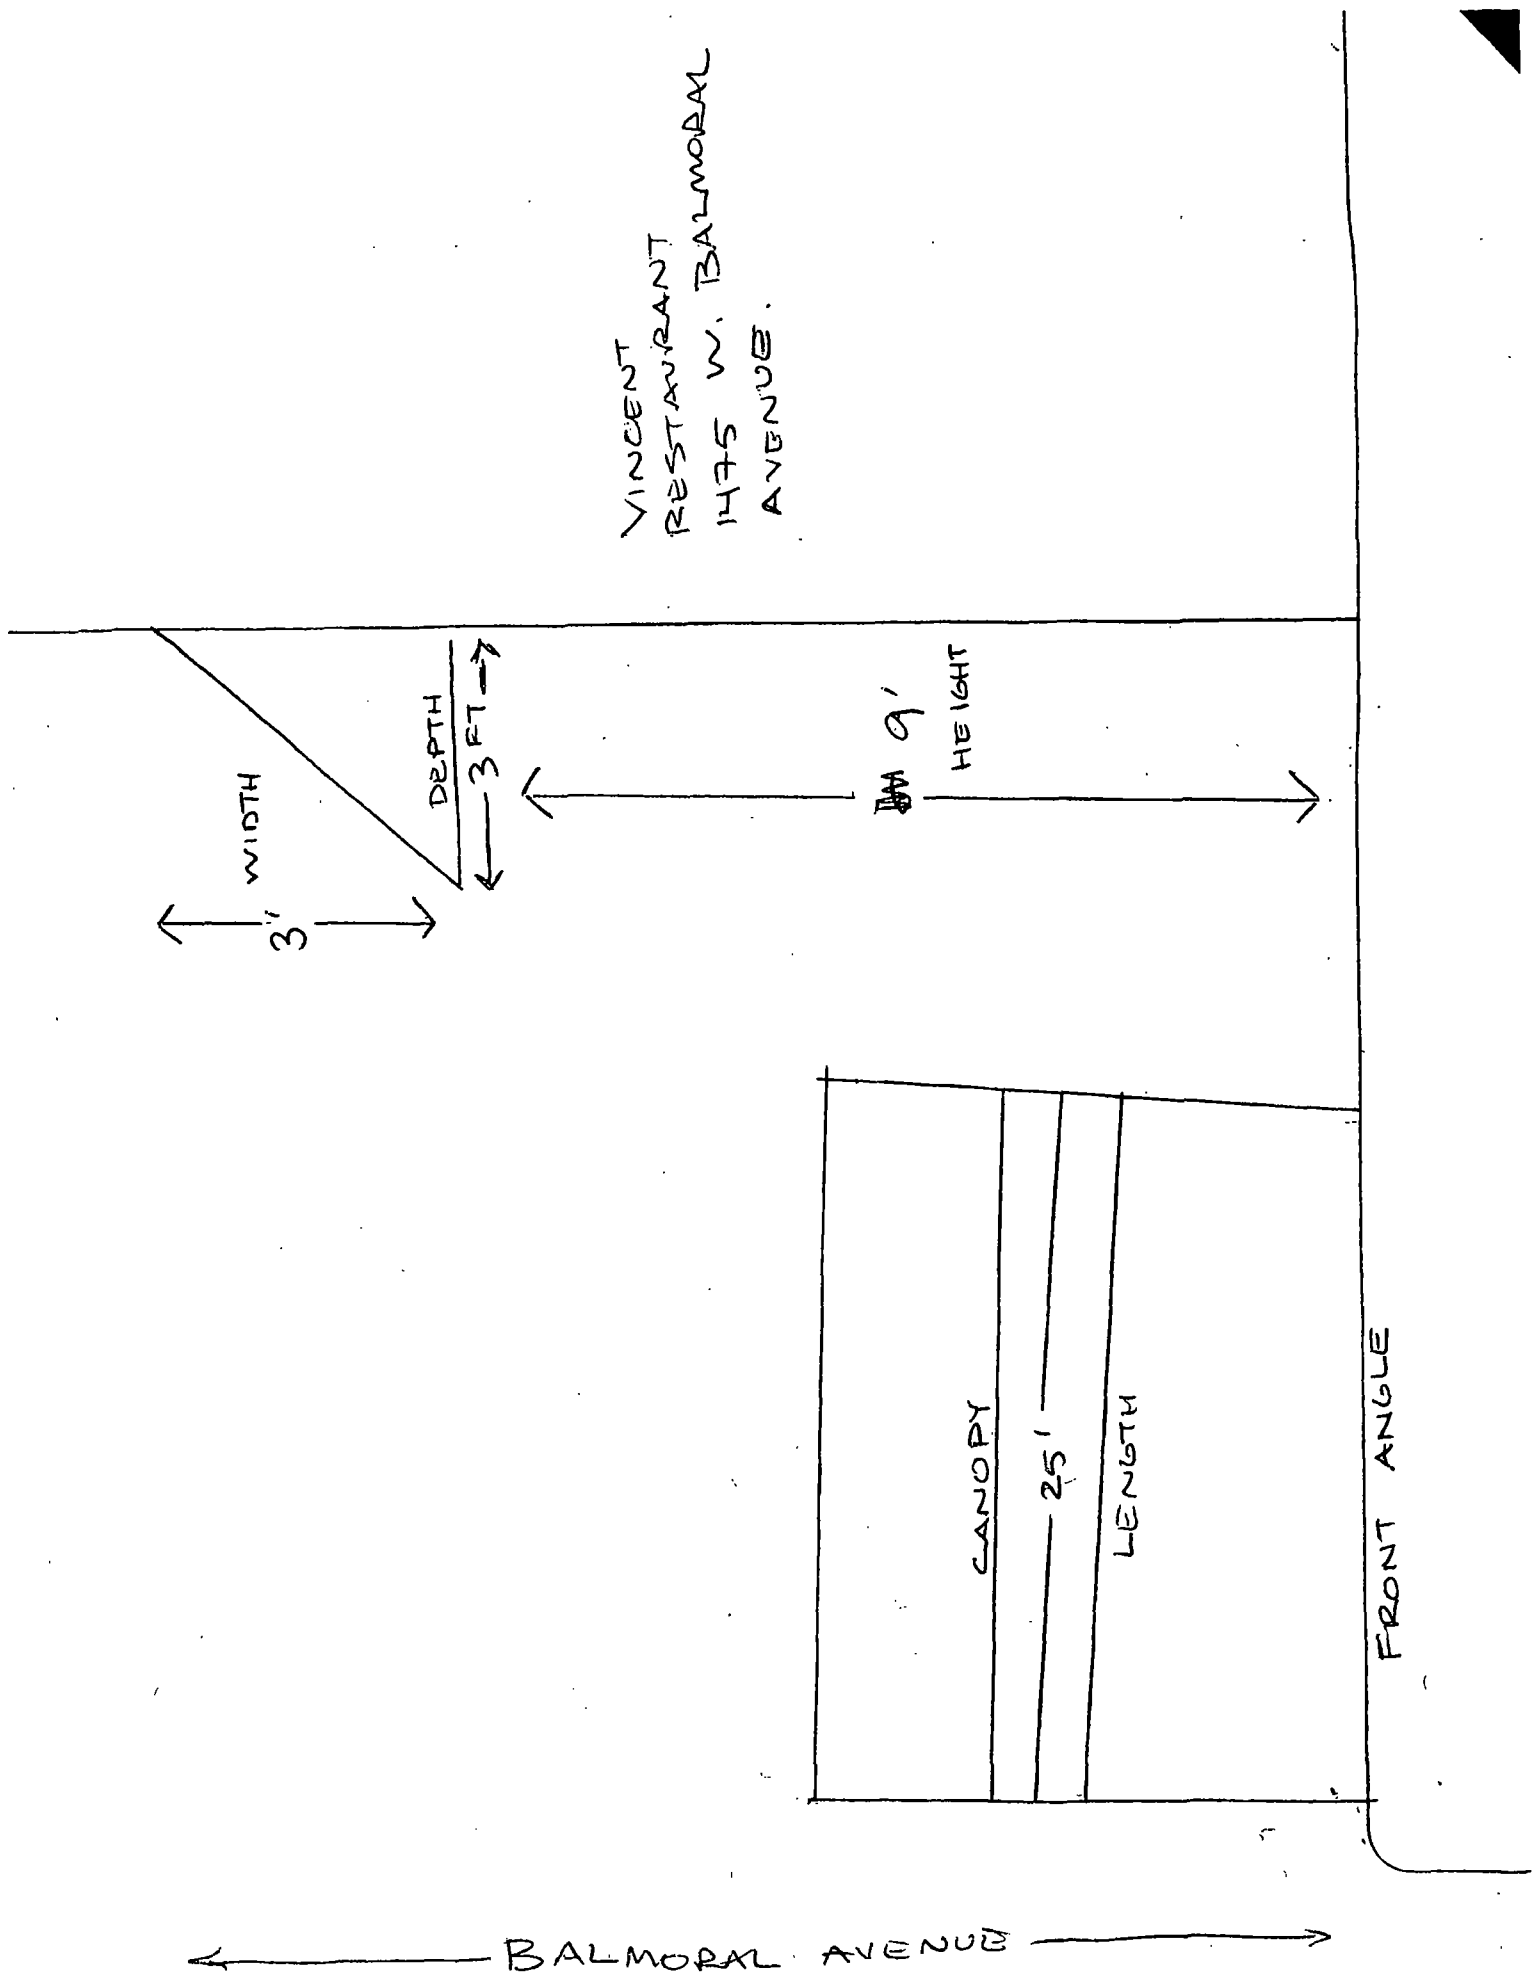 VINCENT
RESTAURANT
1475 W. BALMORAL
AVENUE.
WIDTH
3'
DEPTH
3 FT
9'
HEIGHT
CANOPY
25'
LENGTH
FRONT ANGLE
BALMORAL AVENUE